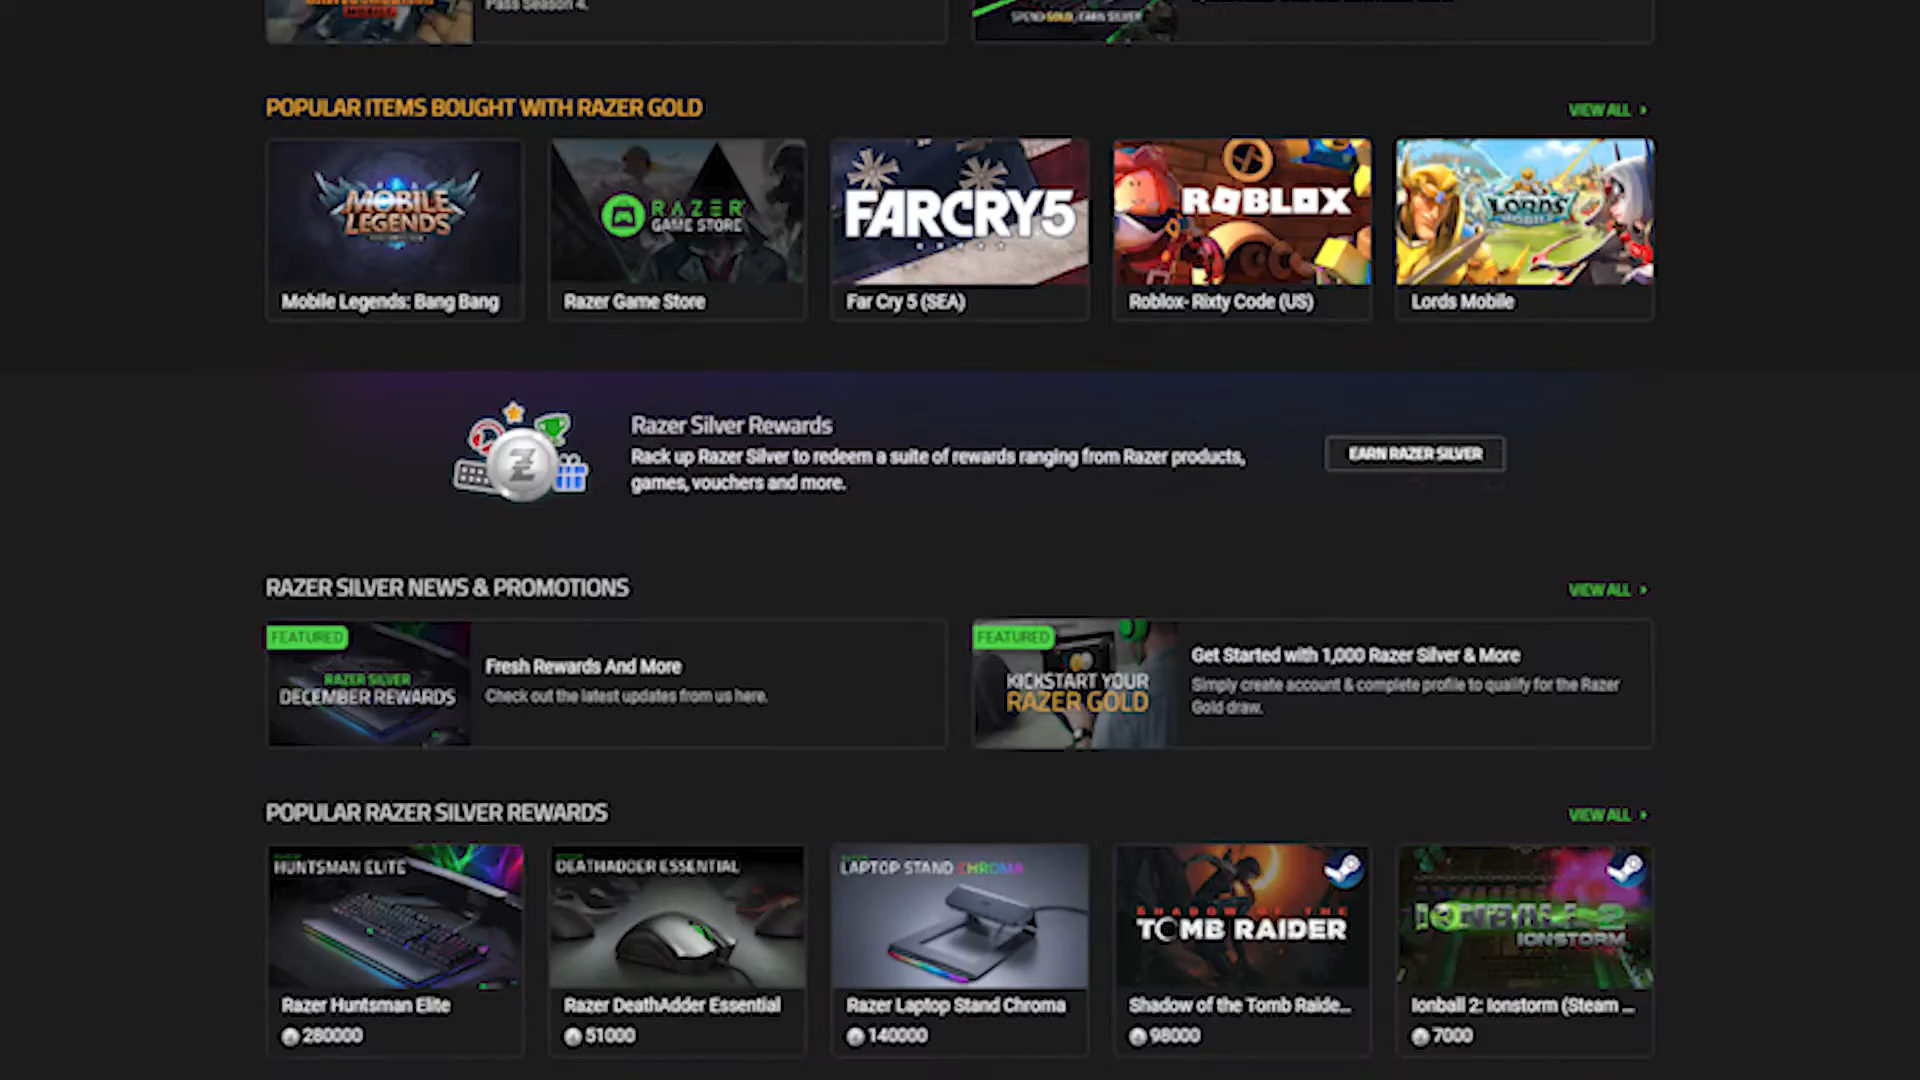 Pass Season 4.
SPEND GOLD, EARN SILVER
POPULAR ITEMS BOUGHT WITH RAZER GOLD
VIEW ALL
MOBILE
LEGENDS
RAZER
GAME STORE
FARCRY5
ROBLOX
LORDS
MOBILE
Mobile Legends: Bang Bang
Razer Game Store
Far Cry 5 (SEA)
Roblox- Rixty Code (US)
Lords Mobile
Razer Silver Rewards
Rack up Razer Silver to redeem a suite of rewards ranging from Razer products,
games, vouchers and more.
EARN RAZER SILVER
RAZER SILVER NEWS & PROMOTIONS
VIEW ALL
FEATURED
RAZER SILVER
DECEMBER REWARDS
Fresh Rewards And More
Check out the latest updates from us here.
FEATURED
KICKSTART YOUR
RAZER GOLD
Get Started with 1,000 Razer Silver & More
Simply create account & complete profile to qualify for the Razer
Gold draw.
POPULAR RAZER SILVER REWARDS
VIEW ALL
HUNTSMAN ELITE
DEATHADDER ESSENTIAL
LAPTOP STAND CHROMA
SHADOW OF THE
TOMB RAIDER
IONBALL 2
IONSTORM
Razer Huntsman Elite
280000
Razer DeathAdder Essential
51000
Razer Laptop Stand Chroma
140000
Shadow of the Tomb Raide...
98000
Ionball 2: Ionstorm (Steam ...
7000